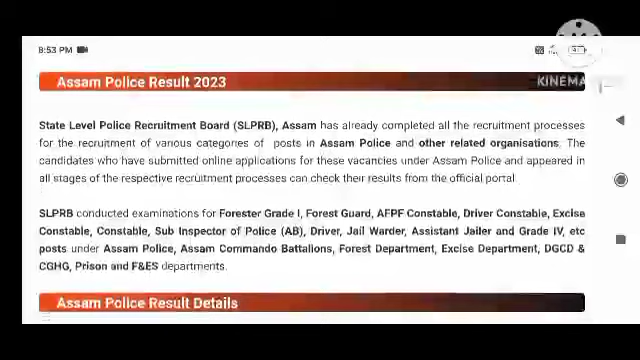 8:53 PM
Assam Police Result 2023
KINEMA
State Level Police Recruitment Board (SLPRB), Assam has already completed all the recruitment processes
for the recruitment of various categories of posts in Assam Police and other related organisations. The
candidates who have submitted online applications for these vacancies under Assam Police and appeared in
all stages of the respective recruitment processes can check their results from the official portal.
SLPRB conducted examinations for Forester Grade I, Forest Guard, AFPF Constable, Driver Constable, Excise
Constable, Constable, Sub Inspector of Police (AB), Driver, Jail Warder, Assistant Jailer and Grade IV, etc
posts under Assam Police, Assam Commando Battalions, Forest Department, Excise Department, DGCD &
CGHG, Prison and F&ES departments.
Assam Police Result Details